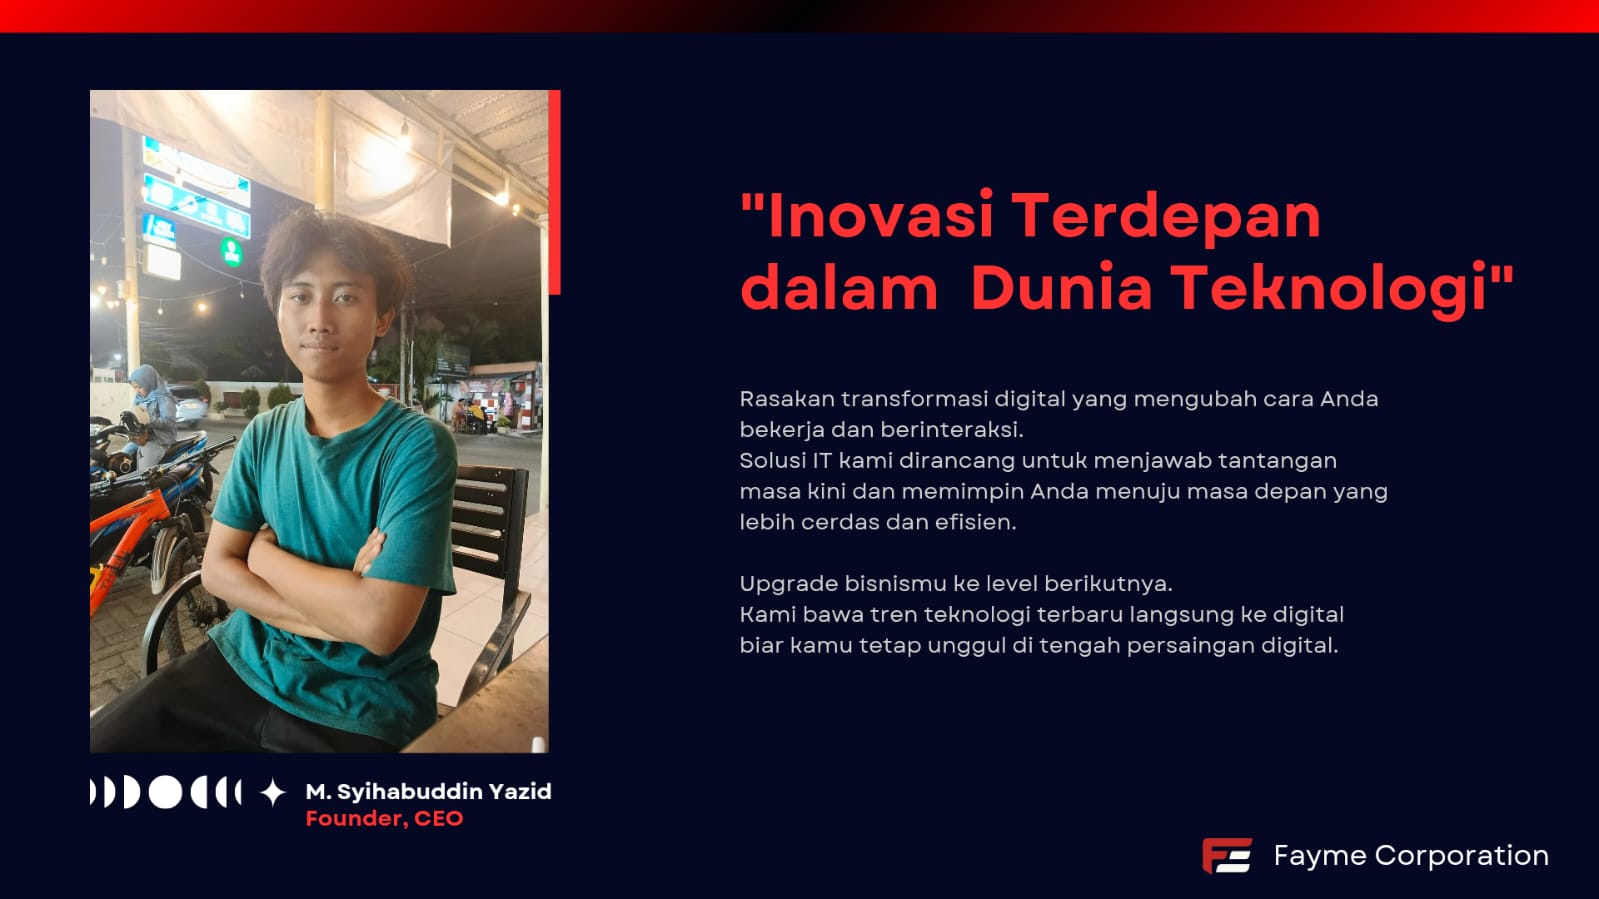 "Inovasi Terdepan
dalam  Dunia Teknologi"
Rasakan transformasi digital yang mengubah cara Anda
bekerja dan berinteraksi.
Solusi IT kami dirancang untuk menjawab tantangan
masa kini dan memimpin Anda menuju masa depan yang
lebih cerdas dan efisien.
Upgrade bisnismu ke level berikutnya.
Kami bawa tren teknologi terbaru langsung ke digital
biar kamu tetap unggul di tengah persaingan digital.
M. Syihabuddin Yazid
Founder, CEO
Fayme Corporation